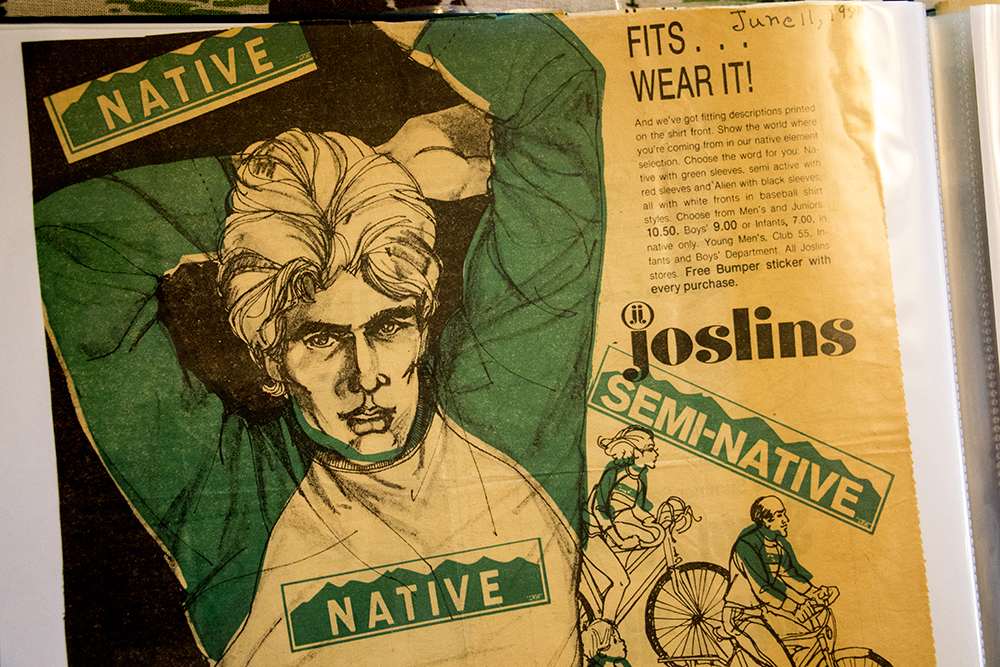 NATIVE
June 11,
FITS . . .
WEAR IT!
And we've got fitting descriptions printed
on the shirt front. Show the world where
you're coming from in our native element
selection. Choose the word for you: Na-
tive with green sleeves, semi active with
red sleeves and Alien with black sleeves,
all with white fronts in baseball shirt
styles. Choose from Men's and Juniors.
10.50. Boys' 9.00 or Infants, 7.00, in
native only. Young Men's, Club 55, In-
fants and Boys' Department. All Joslins
stores. Free Bumper sticker with
every purchase.
jj
joslins
SEMI-NATIVE
NATIVE